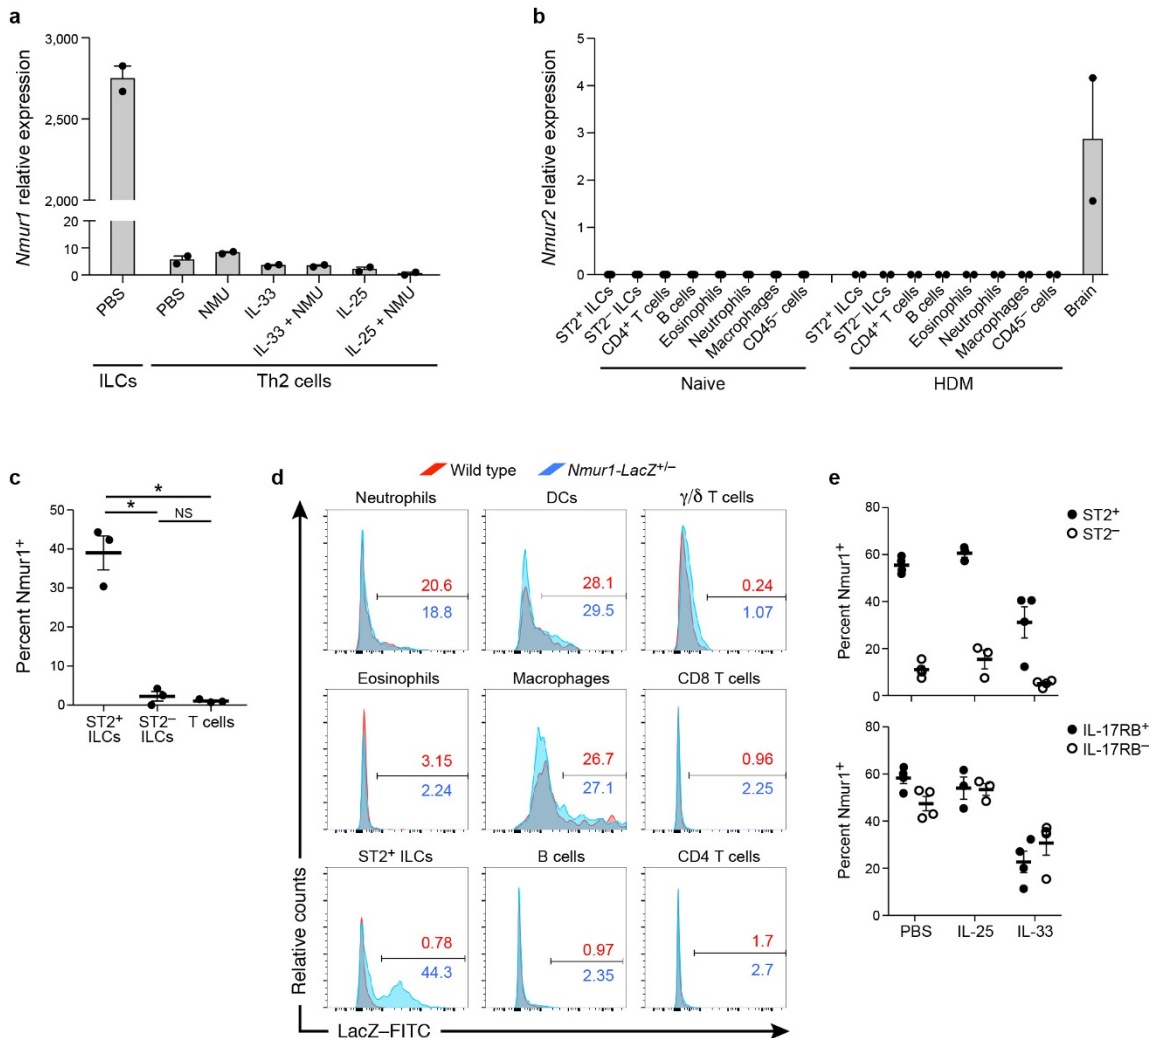 a
Nmur1 relative expression
3,000
2,500
2,000
20
10
0
PBS
PBS
NMU
IL-33
IL-33 + NMU
IL-25
IL-25 + NMU
ILCs
Th2 cells
b
Nmur2 relative expression
5
4
3
2
1
0
ST2+ ILCs
ST2– ILCs
CD4+ T cells
B cells
Eosinophils
Neutrophils
Macrophages
CD45– cells
ST2+ ILCs
ST2– ILCs
CD4+ T cells
B cells
Eosinophils
Neutrophils
Macrophages
CD45– cells
Brain
Naive
HDM
c
Percent Nmur1+
50
40
30
20
10
0
*
*
NS
ST2+
ILCs
ST2–
ILCs
T cells
d
Wild type
Nmur1-LacZ+/–
Neutrophils
20.6
18.8
DCs
28.1
29.5
γ/δ T cells
0.24
1.07
Eosinophils
3.15
2.24
Macrophages
26.7
27.1
CD8 T cells
0.96
2.25
ST2+ ILCs
0.78
44.3
B cells
0.97
2.35
CD4 T cells
1.7
2.7
Relative counts
LacZ–FITC
e
Percent Nmur1+
80
60
40
20
0
ST2+
ST2–
Percent Nmur1+
80
60
40
20
0
IL-17RB+
IL-17RB–
PBS
IL-25
IL-33